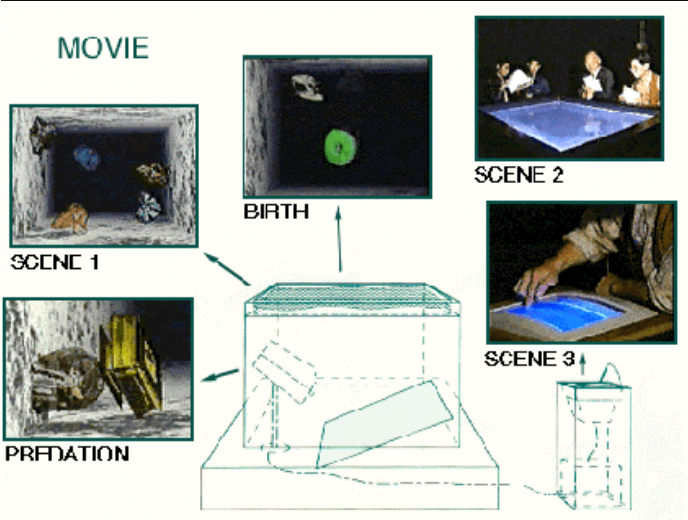 MOVIE
BIRTH
SCENE 2
SCENE 1
SCENE 3
PREDATION